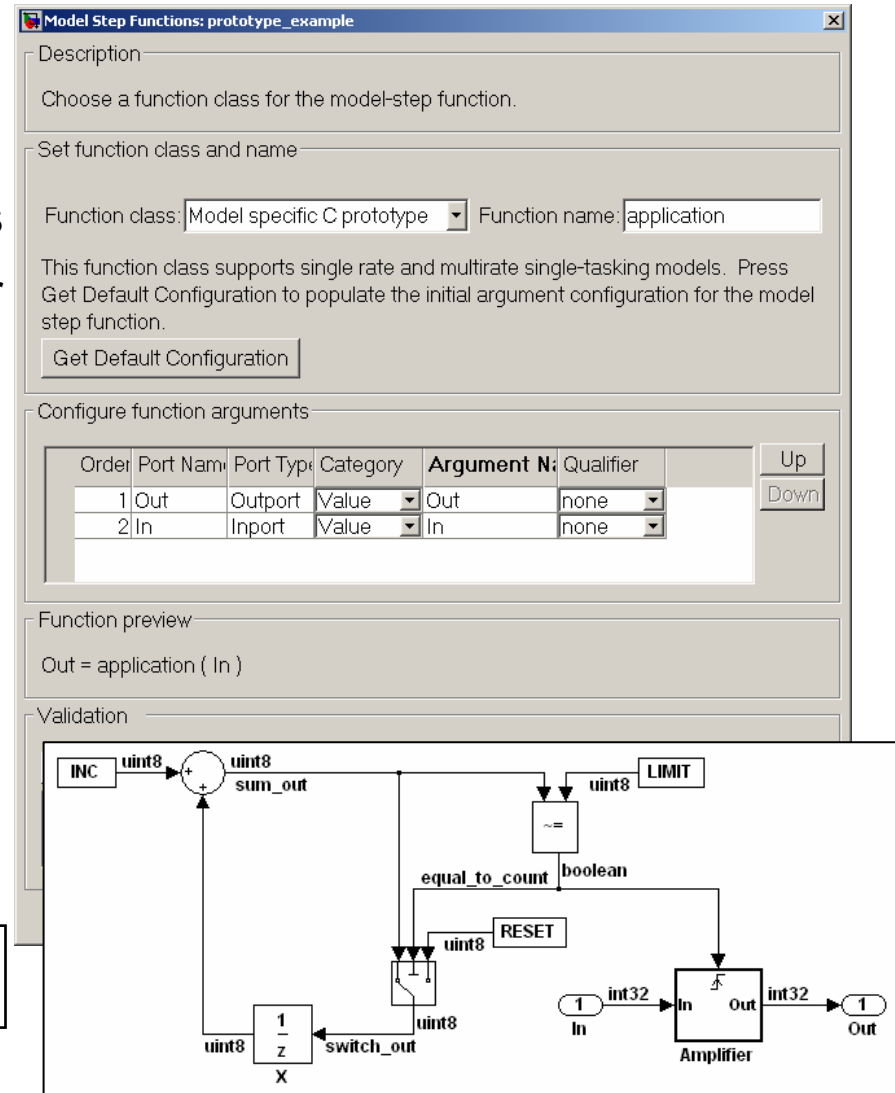 Model Step Functions: prototype_example
Description
Choose a function class for the model-step function.
Set function class and name
Function class: Model specific C prototype Function name: application
This function class supports single rate and multirate single-tasking models. Press
Get Default Configuration to populate the initial argument configuration for the model
step function.
Get Default Configuration
Configure function arguments
Order Port Nam Port Typ Category Argument N Qualifier
1 Out Outport Value Out none
2 In Inport Value In none
Up
Down
Function preview
Out = application ( In )
Validation
INC uint8 + + uint8 sum_out
uint8 LIMIT
~=
equal_to_count boolean
uint8 RESET
uint8
switch_out
uint8
1
z
X
1 In int32 In Out int32 1 Out
Amplifier